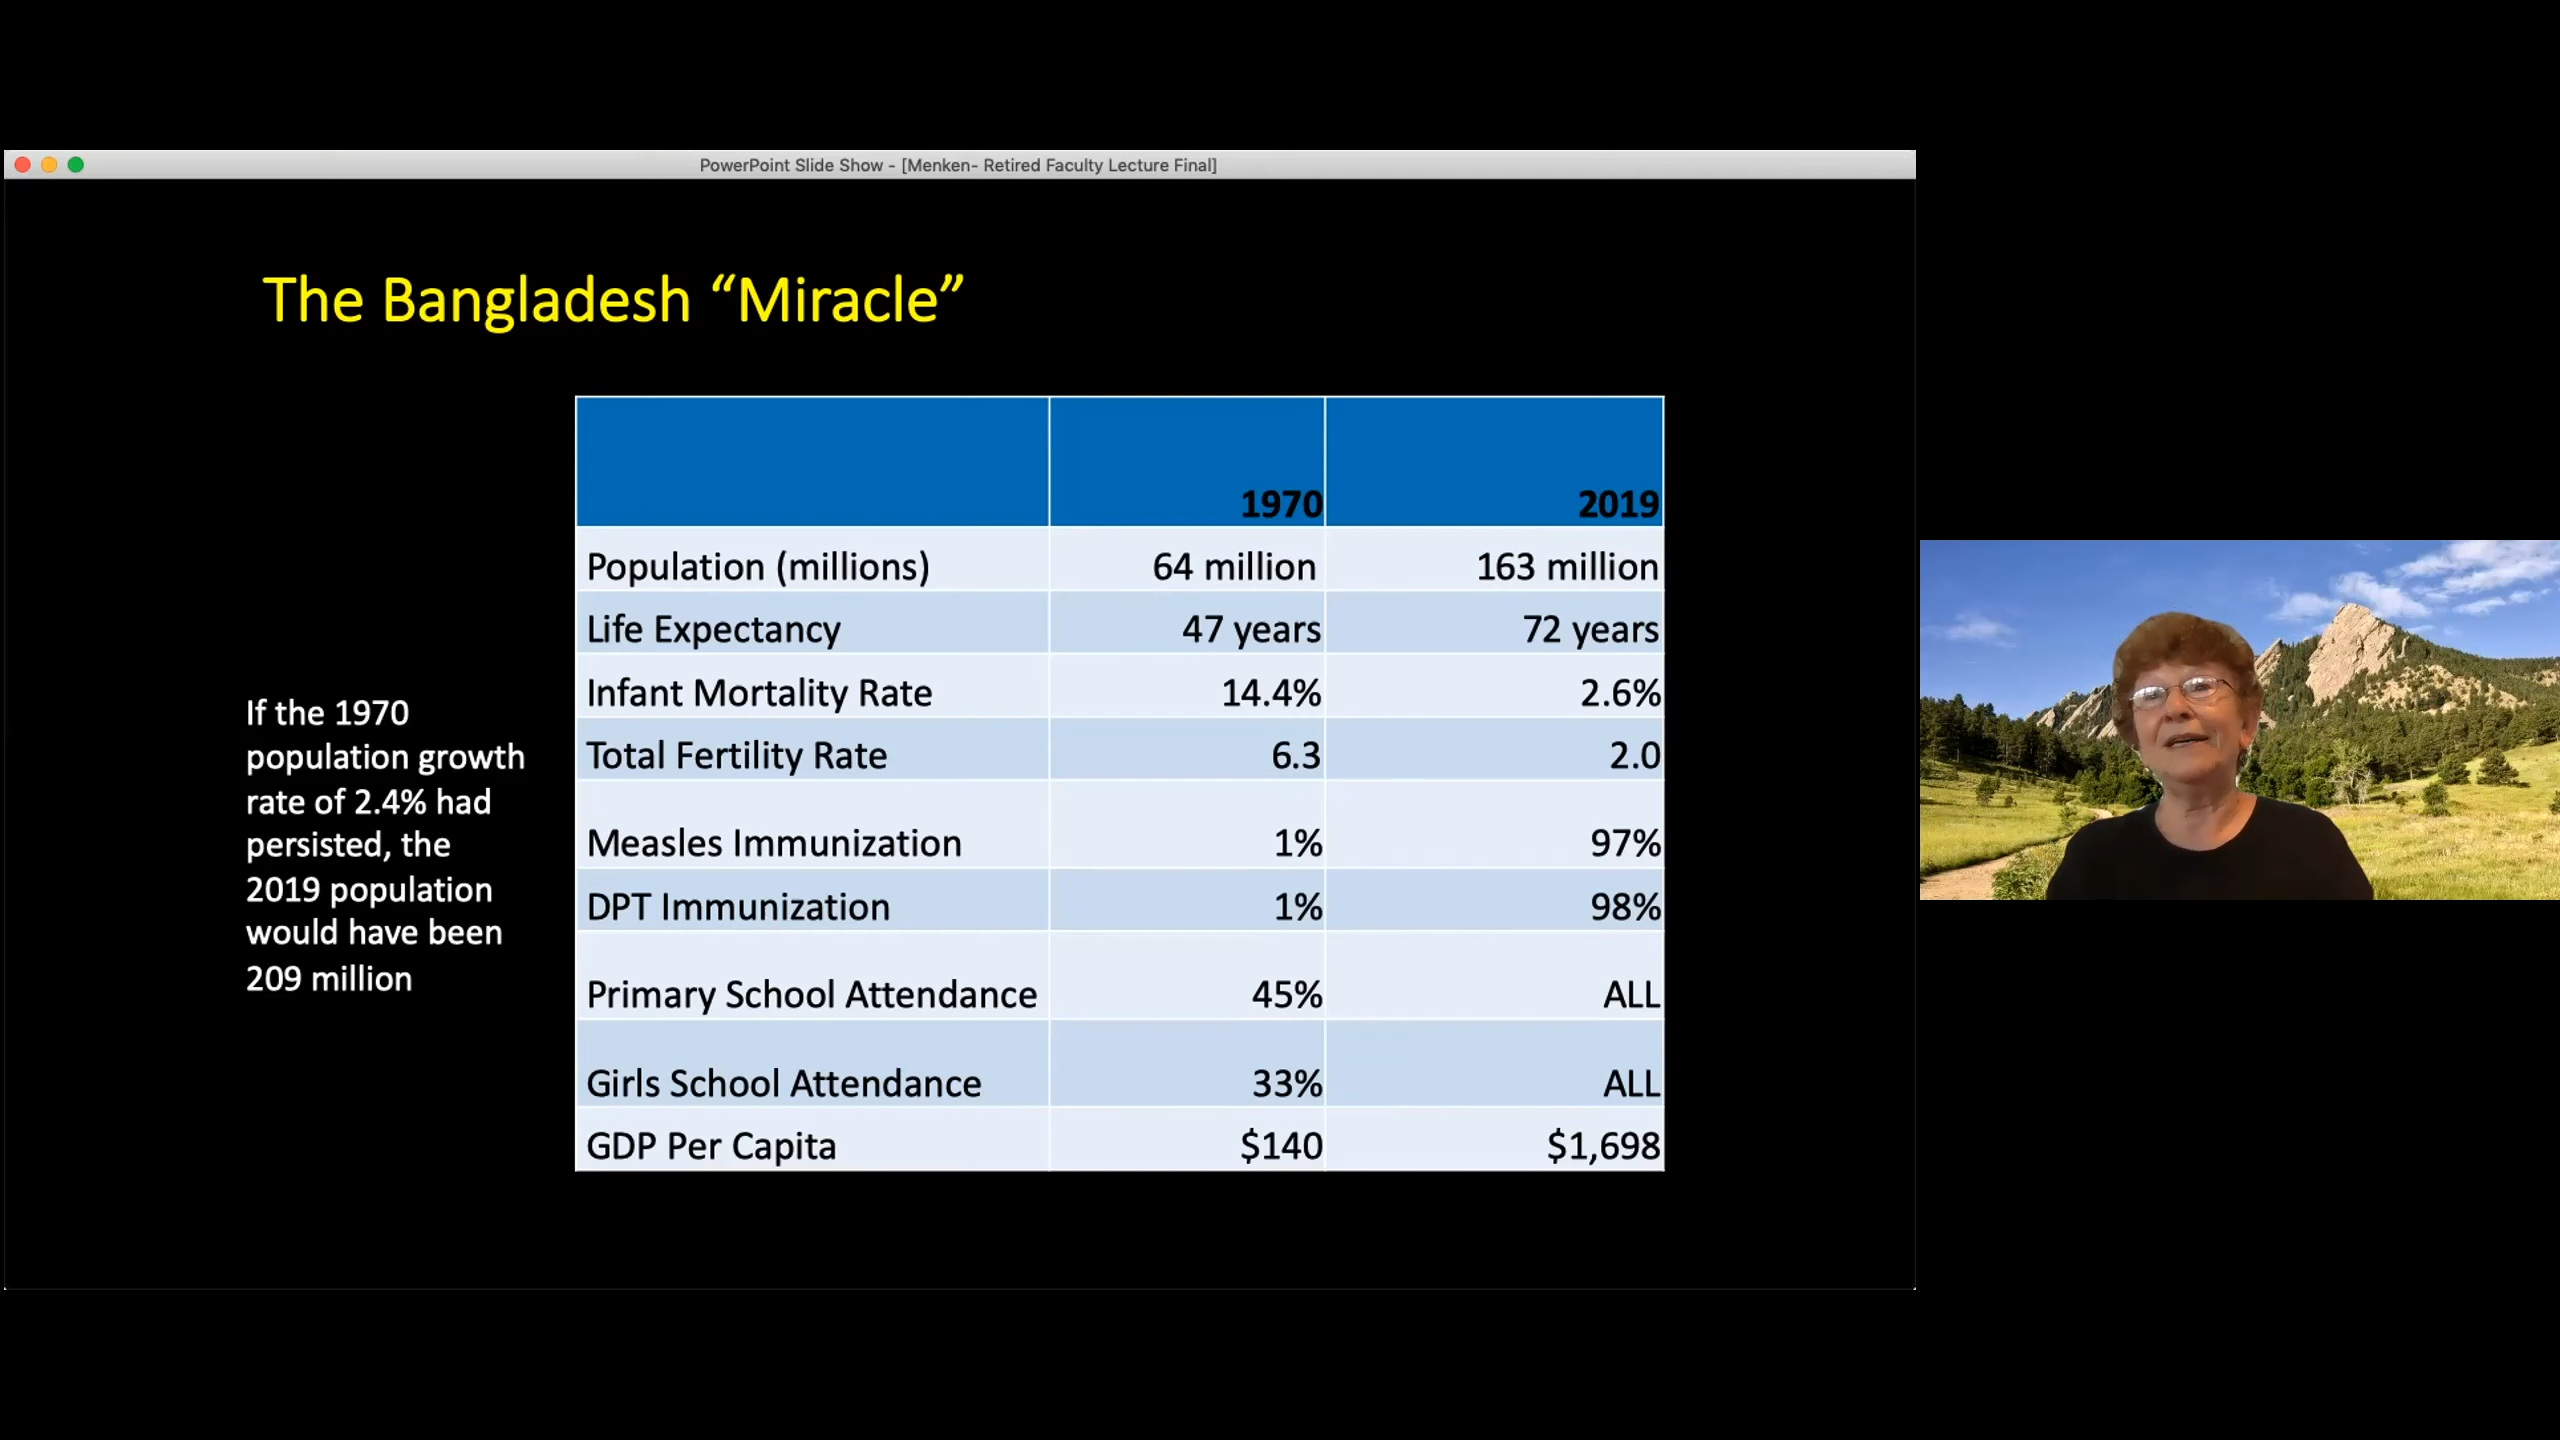 PowerPoint Slide Show - [Menken- Retired Faculty Lecture Final]
The Bangladesh “Miracle”
1970 2019
Population (millions) 64 million 163 million
Life Expectancy 47 years 72 years
Infant Mortality Rate 14.4% 2.6%
Total Fertility Rate 6.3 2.0
Measles Immunization 1% 97%
DPT Immunization 1% 98%
Primary School Attendance 45% ALL
Girls School Attendance 33% ALL
GDP Per Capita $140 $1,698
If the 1970
population growth
rate of 2.4% had
persisted, the
2019 population
would have been
209 million